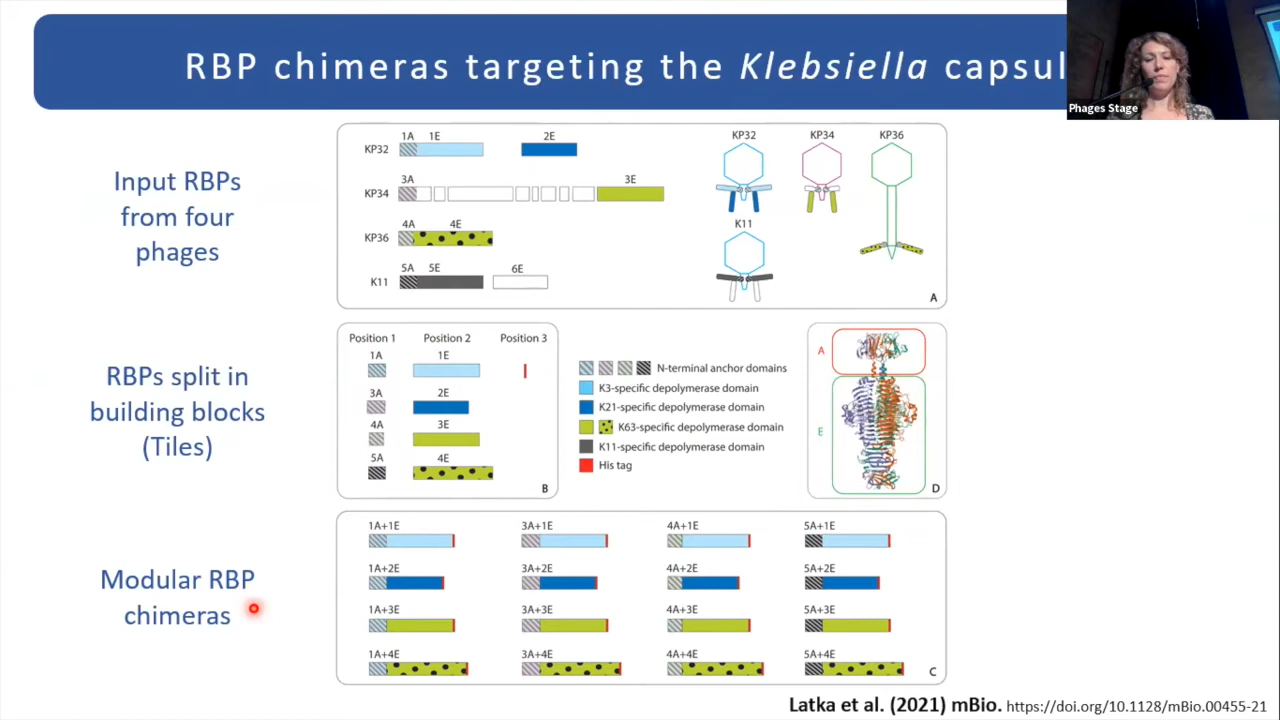 RBP chimeras targeting the Klebsiella capsul
Phages Stage
Input RBPs
from four
phages
1A 1E 2E
KP32
3A 3E
KP34
4A 4E
KP36
5A 5E 6E
K11
KP32 KP34 KP36
K11
A
RBPs split in
building blocks
(Tiles)
Position 1 Position 2 Position 3
1A 1E
3A 2E
4A 3E
5A 4E
B
N-terminal anchor domains
K3-specific depolymerase domain
K21-specific depolymerase domain
K63-specific depolymerase domain
K11-specific depolymerase domain
His tag
A
E
D
Modular RBP
chimeras
1A+1E 3A+1E 4A+1E 5A+1E
1A+2E 3A+2E 4A+2E 5A+2E
1A+3E 3A+3E 4A+3E 5A+3E
1A+4E 3A+4E 4A+4E 5A+4E
C
Latka et al. (2021) mBio. https://doi.org/10.1128/mBio.00455-21